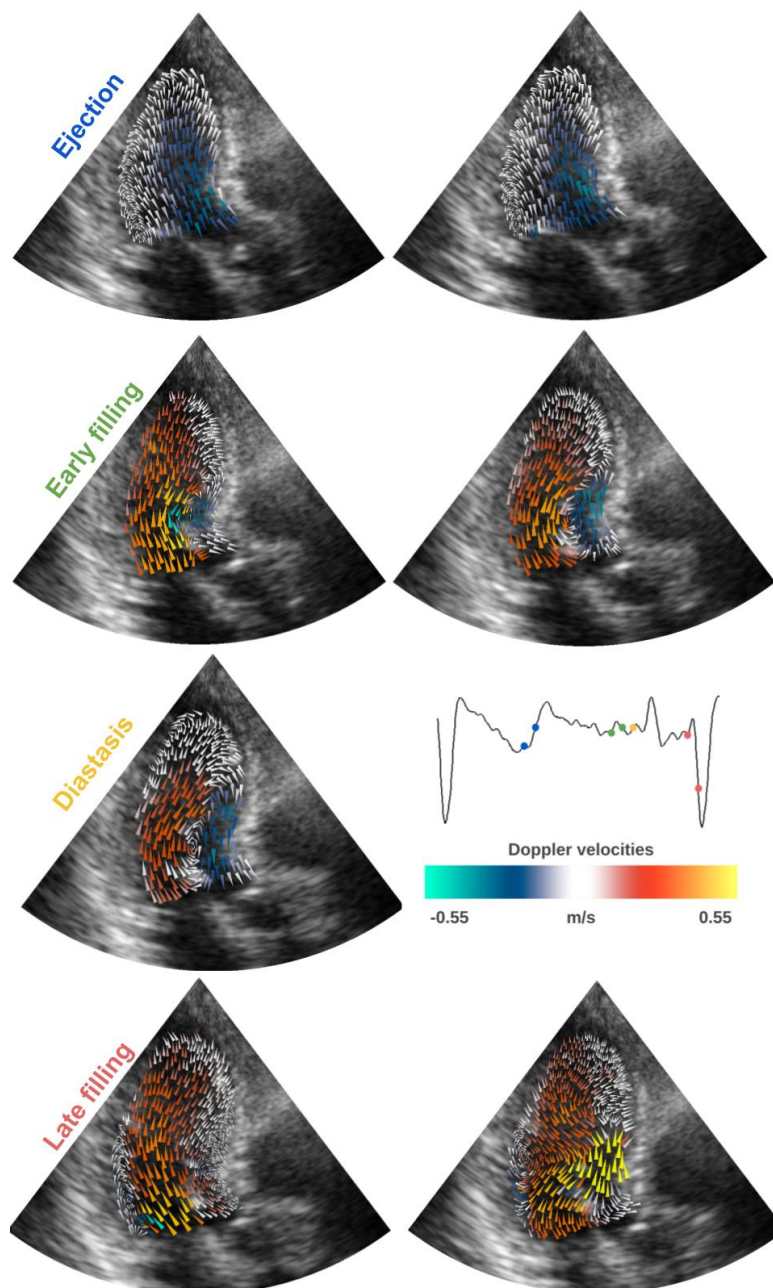 Ejection
Early filling
Diastasis
Doppler velocities
-0.55 m/s 0.55
Late filling